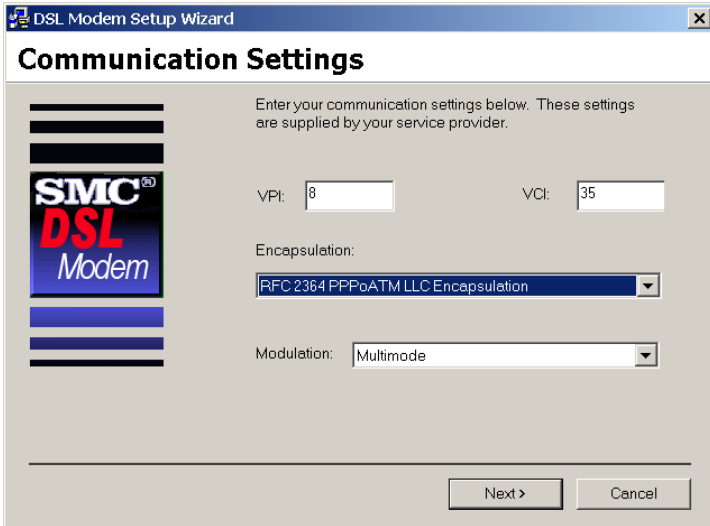 DSL Modem Setup Wizard
Communication Settings
Enter your communication settings below. These settings
are supplied by your service provider.
SMC®
DSL
Modem
VPI: 8 VCI: 35
Encapsulation:
RFC 2364 PPPoATM LLC Encapsulation
Modulation: Multimode
Next > Cancel